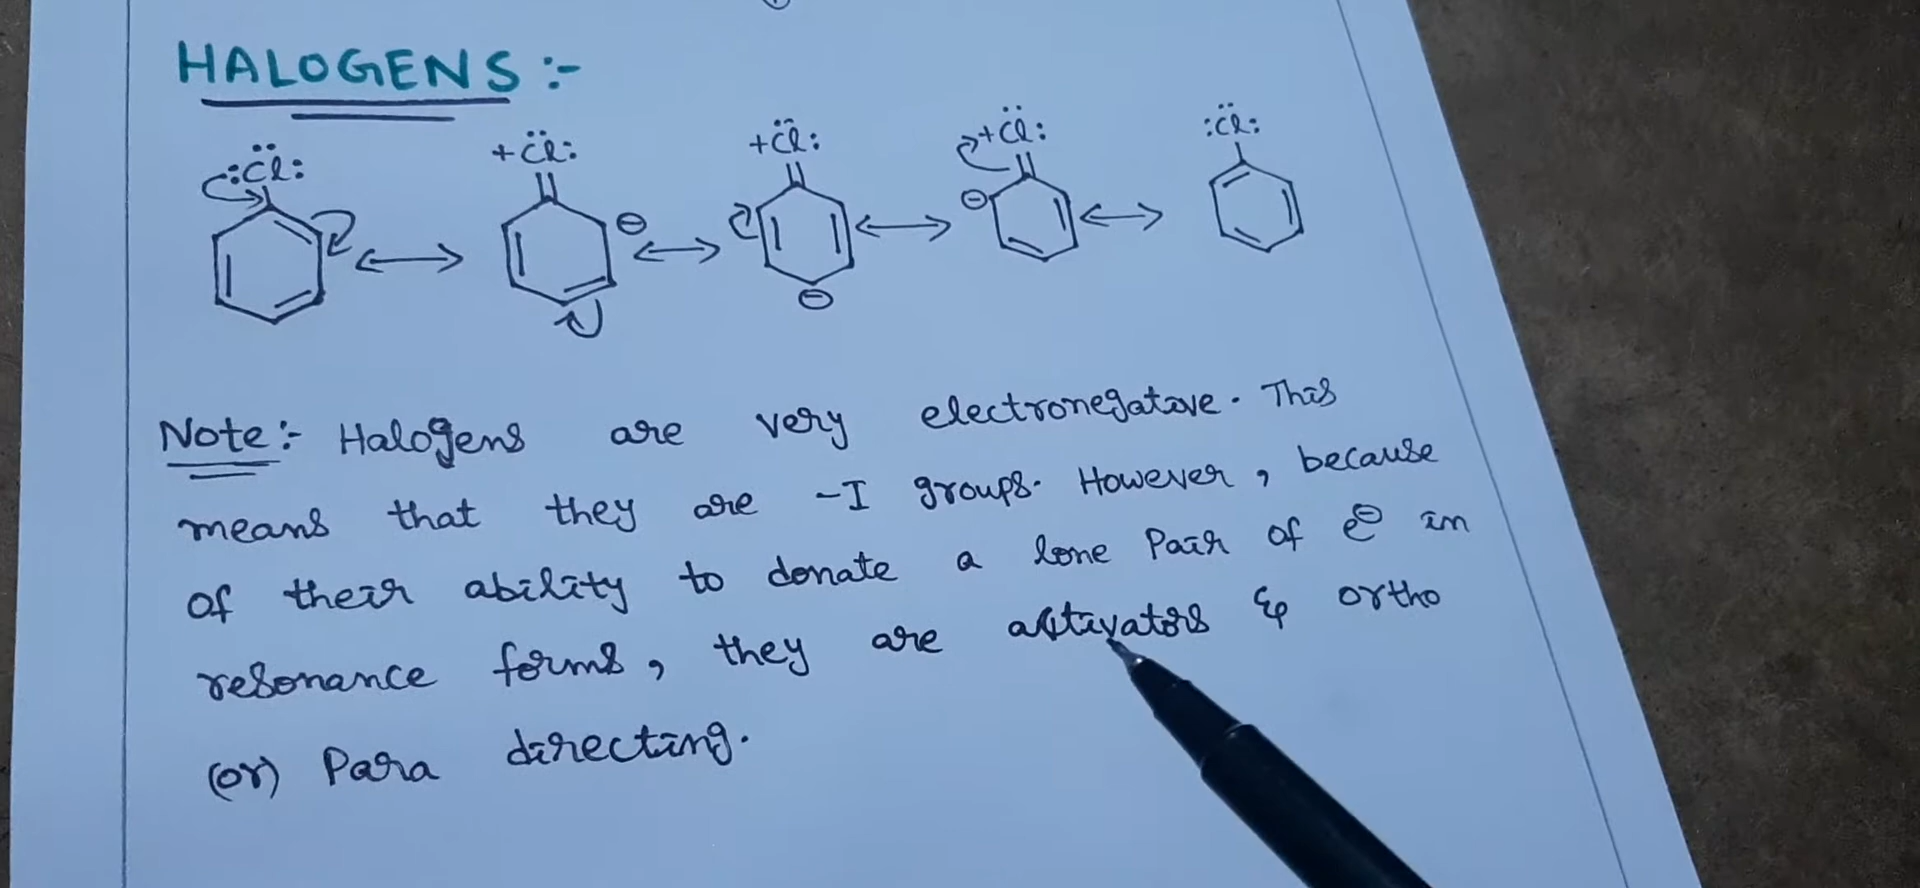 HALOGENS :-
:C̈l: +C̈l: +C̈l: +C̈l: :C̈l:
⊖ ⊖
⊖
Note:- Halogens are very electronegative. This
means that they are -I groups. However, because
of their ability to donate a lone Pair of e⊖ in
resonance forms, they are activators & ortho
(or) Para directing.